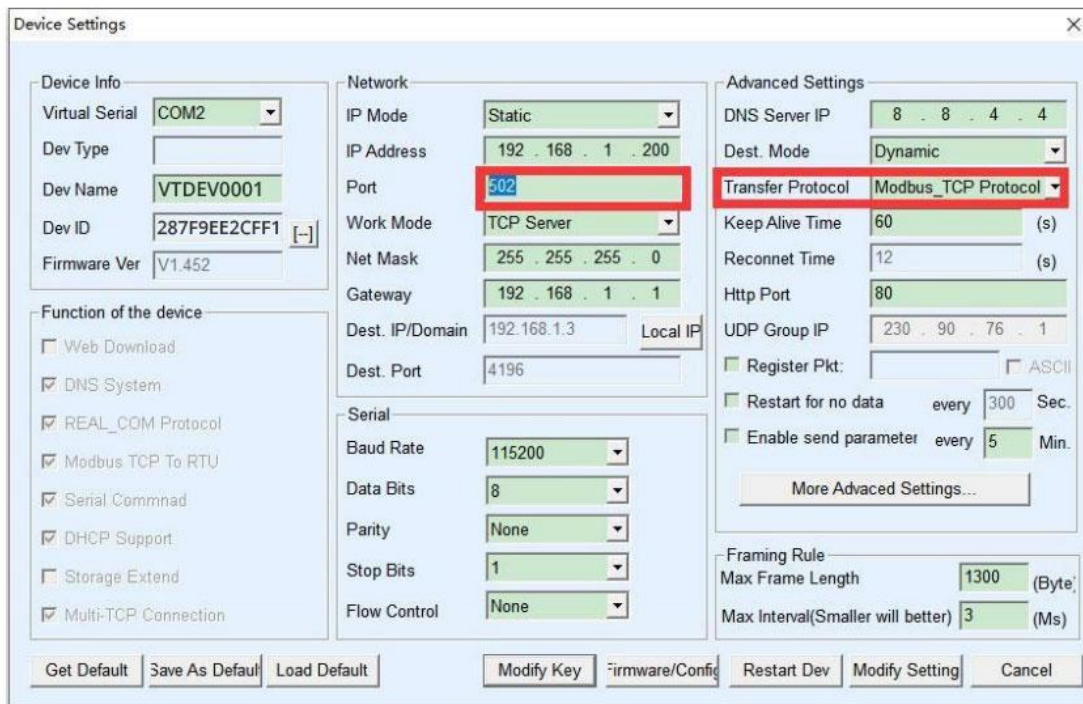 Device Settings
Device Info
Virtual Serial COM2
Dev Type
Dev Name VTDEV0001
Dev ID 287F9EE2CFF1 [--]
Firmware Ver V1.452
Function of the device
Web Download
DNS System
REAL_COM Protocol
Modbus TCP To RTU
Serial Commnad
DHCP Support
Storage Extend
Multi-TCP Connection
Network
IP Mode Static
IP Address 192 . 168 . 1 . 200
Port 502
Work Mode TCP Server
Net Mask 255 . 255 . 255 . 0
Gateway 192 . 168 . 1 . 1
Dest. IP/Domain 192.168.1.3 Local IP
Dest. Port 4196
Serial
Baud Rate 115200
Data Bits 8
Parity None
Stop Bits 1
Flow Control None
Advanced Settings
DNS Server IP 8 . 8 . 4 . 4
Dest. Mode Dynamic
Transfer Protocol Modbus_TCP Protocol
Keep Alive Time 60 (s)
Reconnet Time 12 (s)
Http Port 80
UDP Group IP 230 . 90 . 76 . 1
Register Pkt: ASCII
Restart for no data every 300 Sec.
Enable send parameter every 5 Min.
More Advaced Settings...
Framing Rule
Max Frame Length 1300 (Byte)
Max Interval(Smaller will better) 3 (Ms)
Get Default Save As Defaul Load Default Modify Key Firmware/Config Restart Dev Modify Setting Cancel